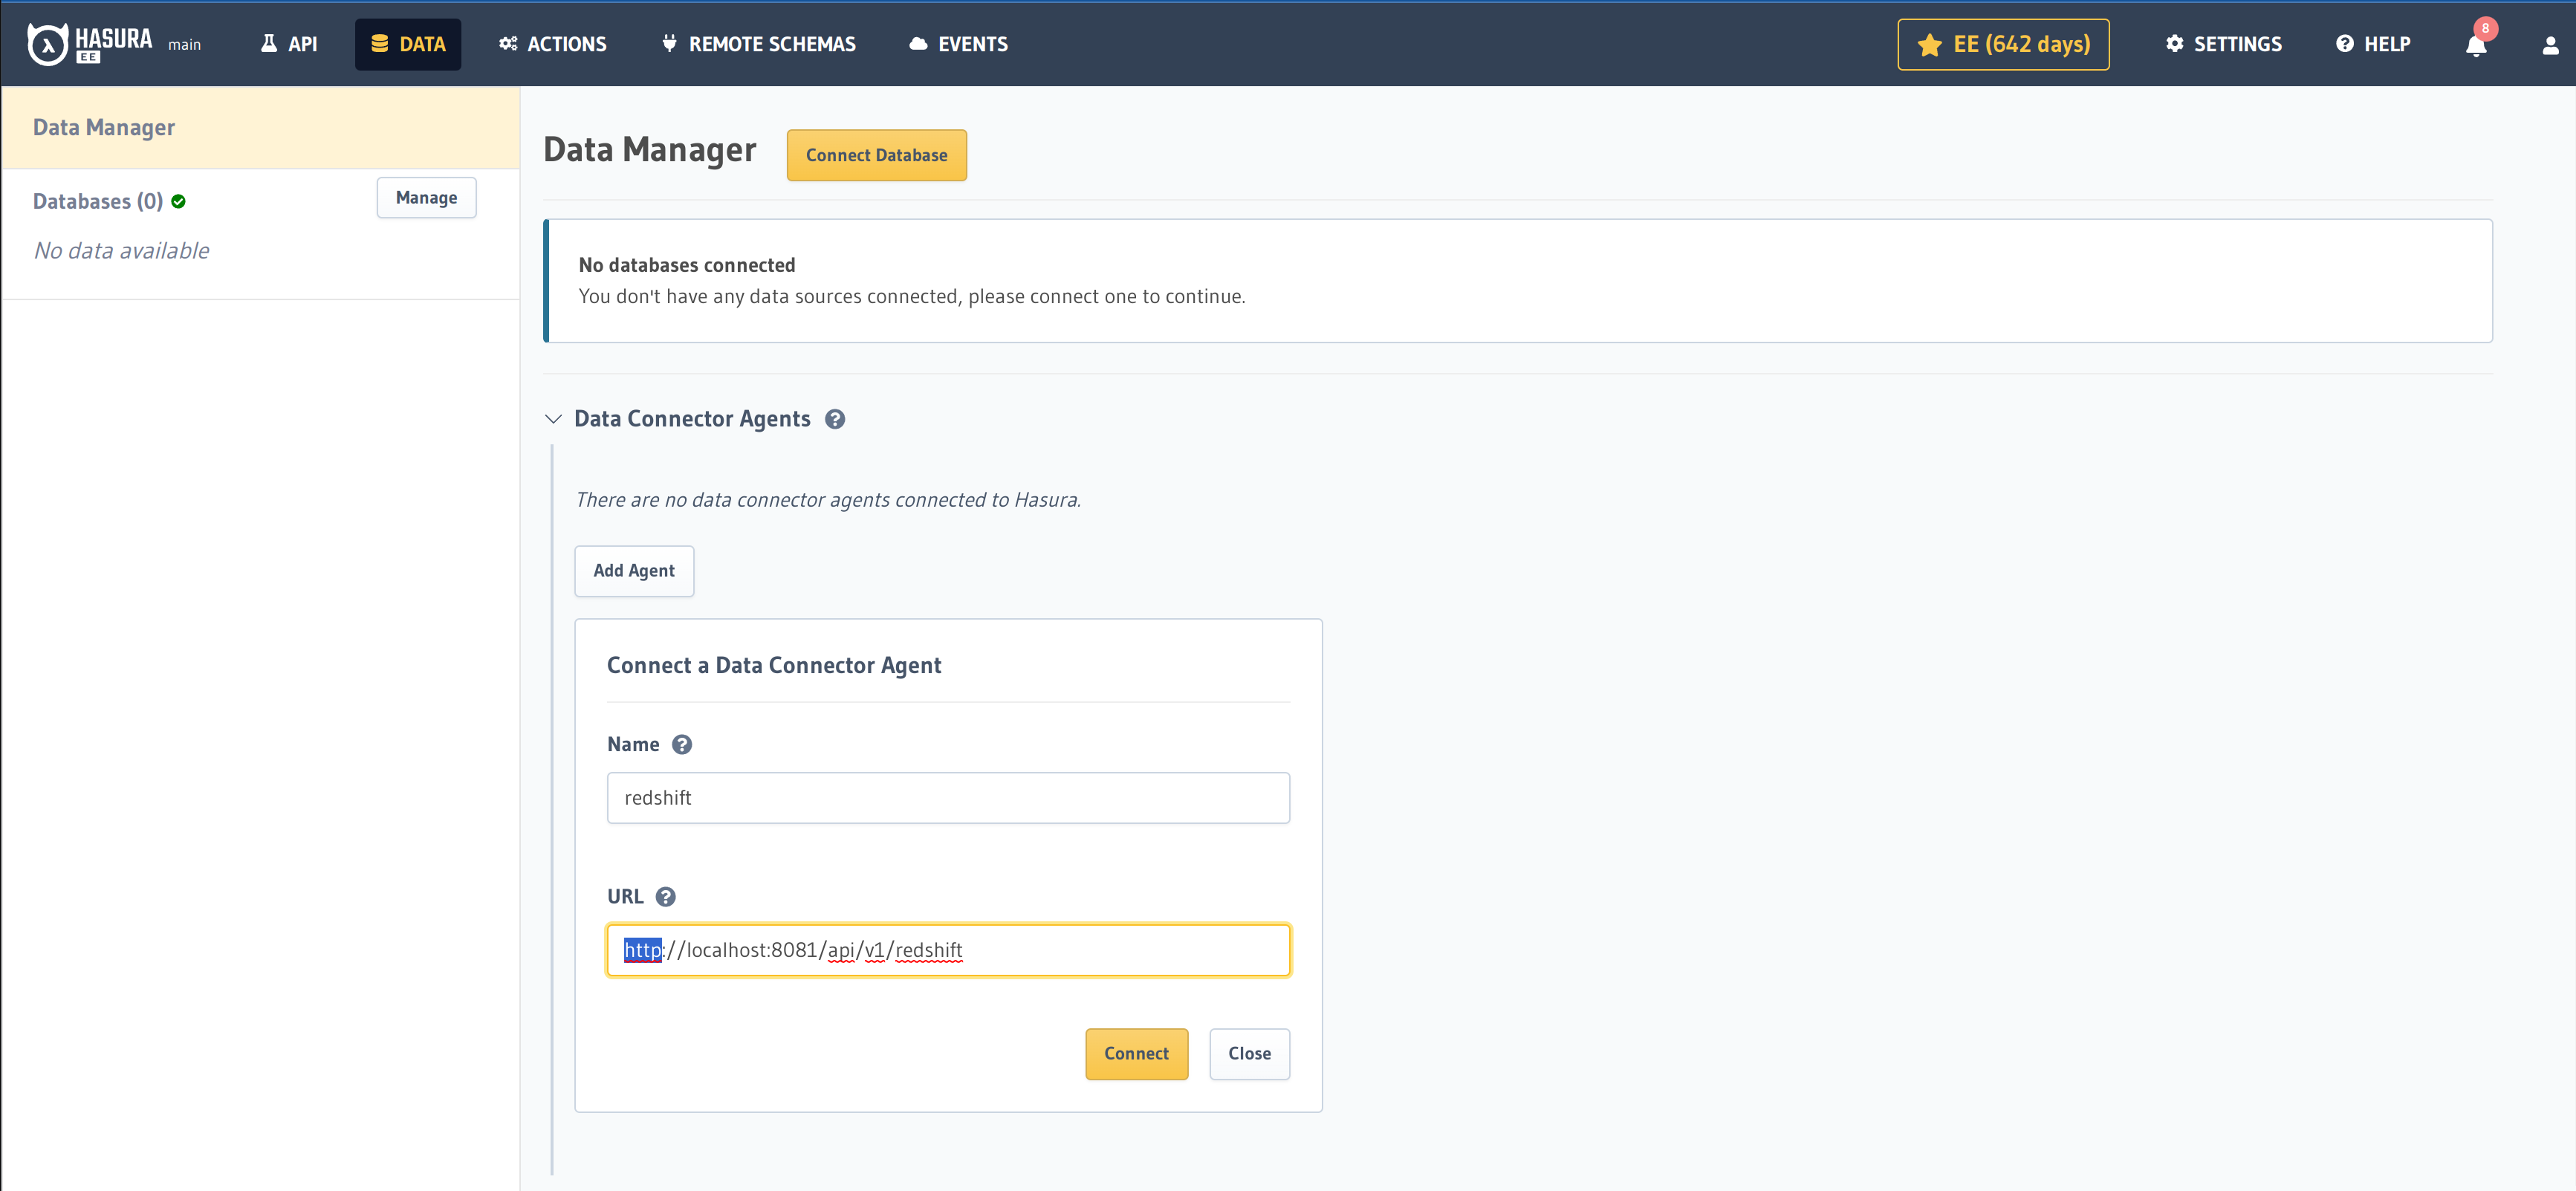 HASURA EE main API DATA ACTIONS REMOTE SCHEMAS EVENTS EE (642 days) SETTINGS HELP 8
Data Manager
Databases (0) Manage
No data available
Data Manager Connect Database
No databases connected
You don't have any data sources connected, please connect one to continue.
Data Connector Agents ?
There are no data connector agents connected to Hasura.
Add Agent
Connect a Data Connector Agent
Name ?
redshift
URL ?
http://localhost:8081/api/v1/redshift
Connect Close